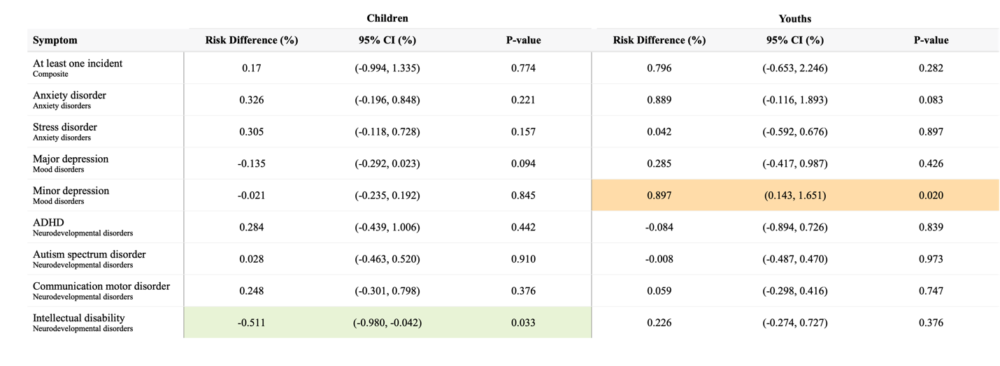 Children Youths
Symptom Risk Difference (%) 95% CI (%) P-value Risk Difference (%) 95% CI (%) P-value
At least one incident
Composite
0.17 (-0.994, 1.335) 0.774 0.796 (-0.653, 2.246) 0.282
Anxiety disorder
Anxiety disorders
0.326 (-0.196, 0.848) 0.221 0.889 (-0.116, 1.893) 0.083
Stress disorder
Anxiety disorders
0.305 (-0.118, 0.728) 0.157 0.042 (-0.592, 0.676) 0.897
Major depression
Mood disorders
-0.135 (-0.292, 0.023) 0.094 0.285 (-0.417, 0.987) 0.426
Minor depression
Mood disorders
-0.021 (-0.235, 0.192) 0.845 0.897 (0.143, 1.651) 0.020
ADHD
Neurodevelopmental disorders
0.284 (-0.439, 1.006) 0.442 -0.084 (-0.894, 0.726) 0.839
Autism spectrum disorder
Neurodevelopmental disorders
0.028 (-0.463, 0.520) 0.910 -0.008 (-0.487, 0.470) 0.973
Communication motor disorder
Neurodevelopmental disorders
0.248 (-0.301, 0.798) 0.376 0.059 (-0.298, 0.416) 0.747
Intellectual disability
Neurodevelopmental disorders
-0.511 (-0.980, -0.042) 0.033 0.226 (-0.274, 0.727) 0.376